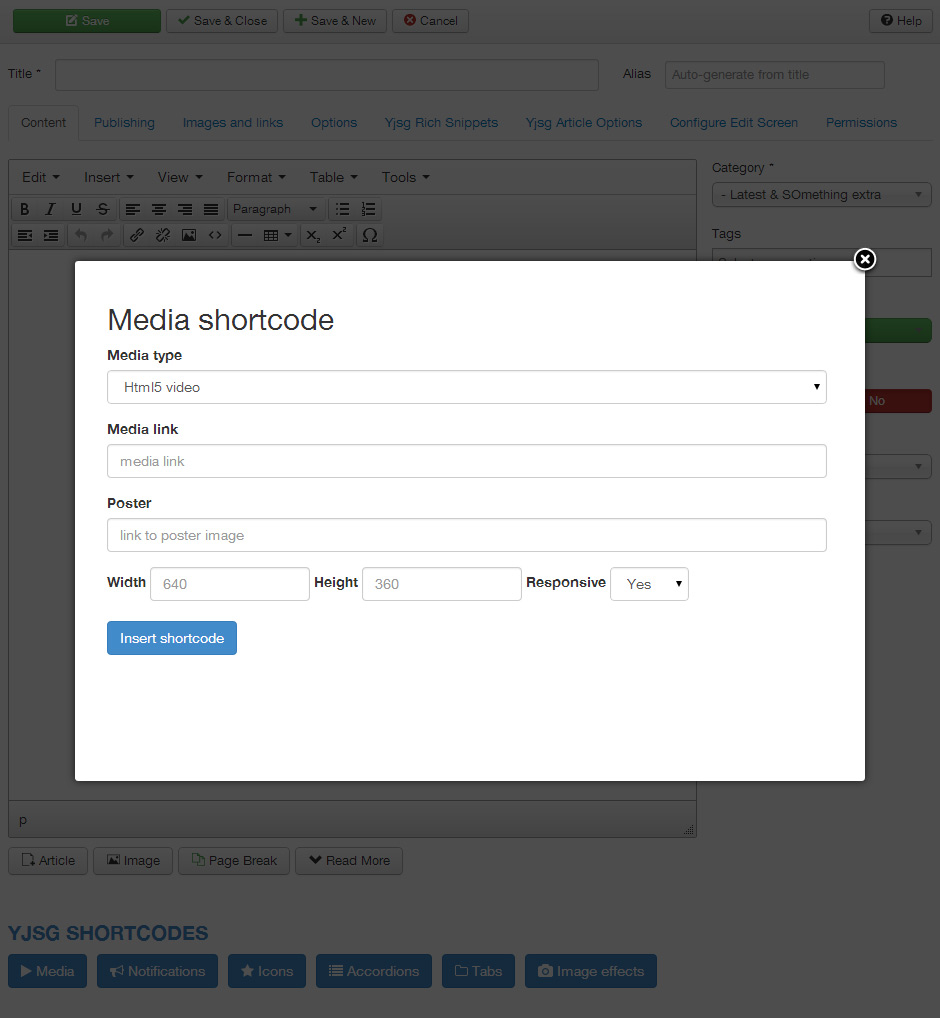 Save Save & Close Save & New Cancel Help
Title * Alias Auto-generate from title
Content Publishing Images and links Options Yjsg Rich Snippets Yjsg Article Options Configure Edit Screen Permissions
Edit Insert View Format Table Tools
Category *
- Latest & SOmething extra
B I U S Paragraph
Tags
Media shortcode
Media type
Html5 video
No
Media link
media link
Poster
link to poster image
Width 640 Height 360 Responsive Yes
Insert shortcode
p
Article Image Page Break Read More
YJSG SHORTCODES
Media Notifications Icons Accordions Tabs Image effects